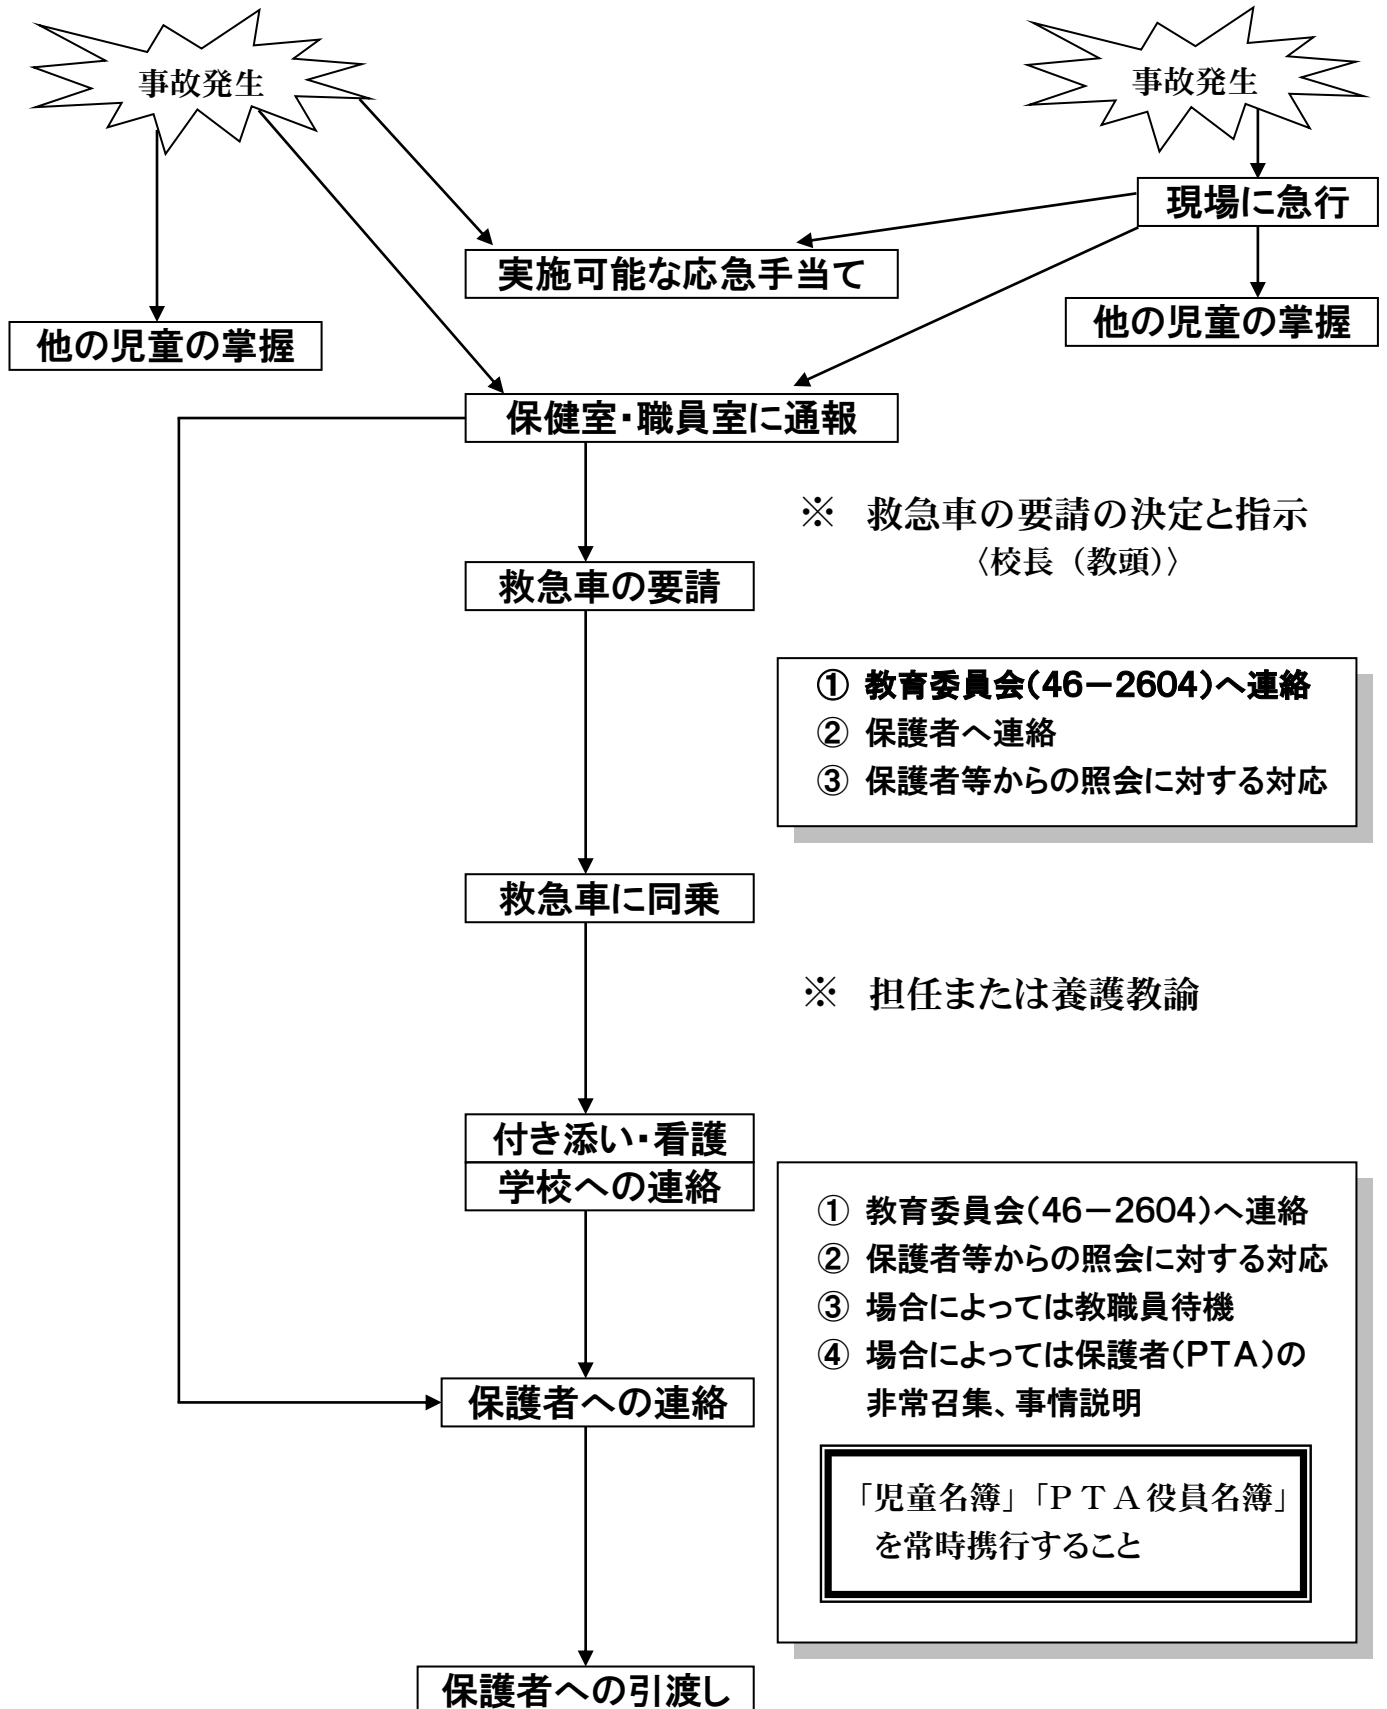 事故発生
事故発生
現場に急行
実施可能な応急手当て
他の児童の掌握
他の児童の掌握
保健室・職員室に通報
※ 救急車の要請の決定と指示
〈校長（教頭）〉
救急車の要請
① 教育委員会（46－2604）へ連絡
② 保護者へ連絡
③ 保護者等からの照会に対する対応
救急車に同乗
※ 担任または養護教諭
付き添い・看護
学校への連絡
① 教育委員会（46－2604）へ連絡
② 保護者等からの照会に対する対応
③ 場合によっては教職員待機
④ 場合によっては保護者（PTA）の
非常召集、事情説明
保護者への連絡
「児童名簿」「ＰＴＡ役員名簿」
を常時携行すること
保護者への引渡し